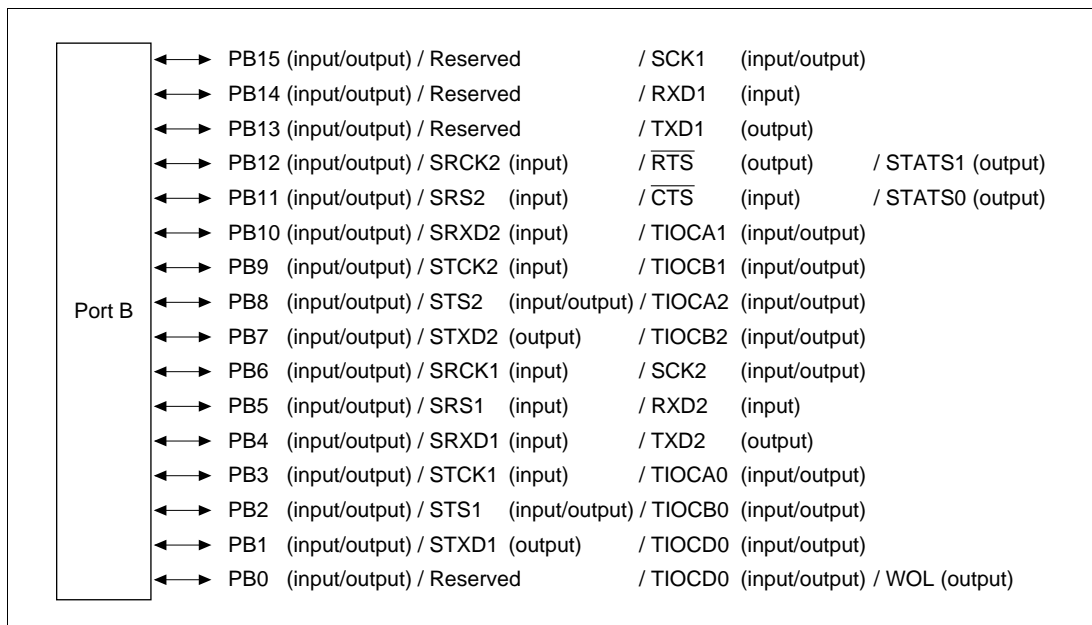 PB15 (input/output) / Reserved / SCK1 (input/output)
PB14 (input/output) / Reserved / RXD1 (input)
PB13 (input/output) / Reserved / TXD1 (output)
PB12 (input/output) / SRCK2 (input) / R̅T̅S̅ (output) / STATS1 (output)
PB11 (input/output) / SRS2 (input) / C̅T̅S̅ (input) / STATS0 (output)
PB10 (input/output) / SRXD2 (input) / TIOCA1 (input/output)
PB9 (input/output) / STCK2 (input) / TIOCB1 (input/output)
Port B
PB8 (input/output) / STS2 (input/output) / TIOCA2 (input/output)
PB7 (input/output) / STXD2 (output) / TIOCB2 (input/output)
PB6 (input/output) / SRCK1 (input) / SCK2 (input/output)
PB5 (input/output) / SRS1 (input) / RXD2 (input)
PB4 (input/output) / SRXD1 (input) / TXD2 (output)
PB3 (input/output) / STCK1 (input) / TIOCA0 (input/output)
PB2 (input/output) / STS1 (input/output) / TIOCB0 (input/output)
PB1 (input/output) / STXD1 (output) / TIOCD0 (input/output)
PB0 (input/output) / Reserved / TIOCD0 (input/output) / WOL (output)